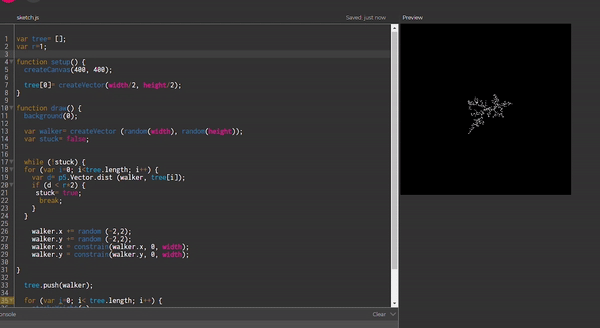 sketch.js
Saved: just now
Preview
1 var tree= [];
2 var r=1;
3
4 function setup() {
5 createCanvas(400, 400);
6
7 tree[0]= createVector(width/2, height/2);
8 }
9
10 function draw() {
11 background(0);
12
13 var walker= createVector (random(width), random(height));
14 var stuck= false;
15
16
17 while (!stuck) {
18 for (var i=0; i<tree.length; i++) {
19 var d= p5.Vector.dist (walker, tree[i]);
20 if (d < r*2) {
21 stuck= true;
22 break;
23 }
24 }
25
26 walker.x += random (-2,2);
27 walker.y += random (-2,2);
28 walker.x = constrain(walker.x, 0, width);
29 walker.y = constrain(walker.y, 0, width);
30
31 }
32
33 tree.push(walker);
34
35 for (var i=0; i< tree.length; i++) {
onsole
Clear